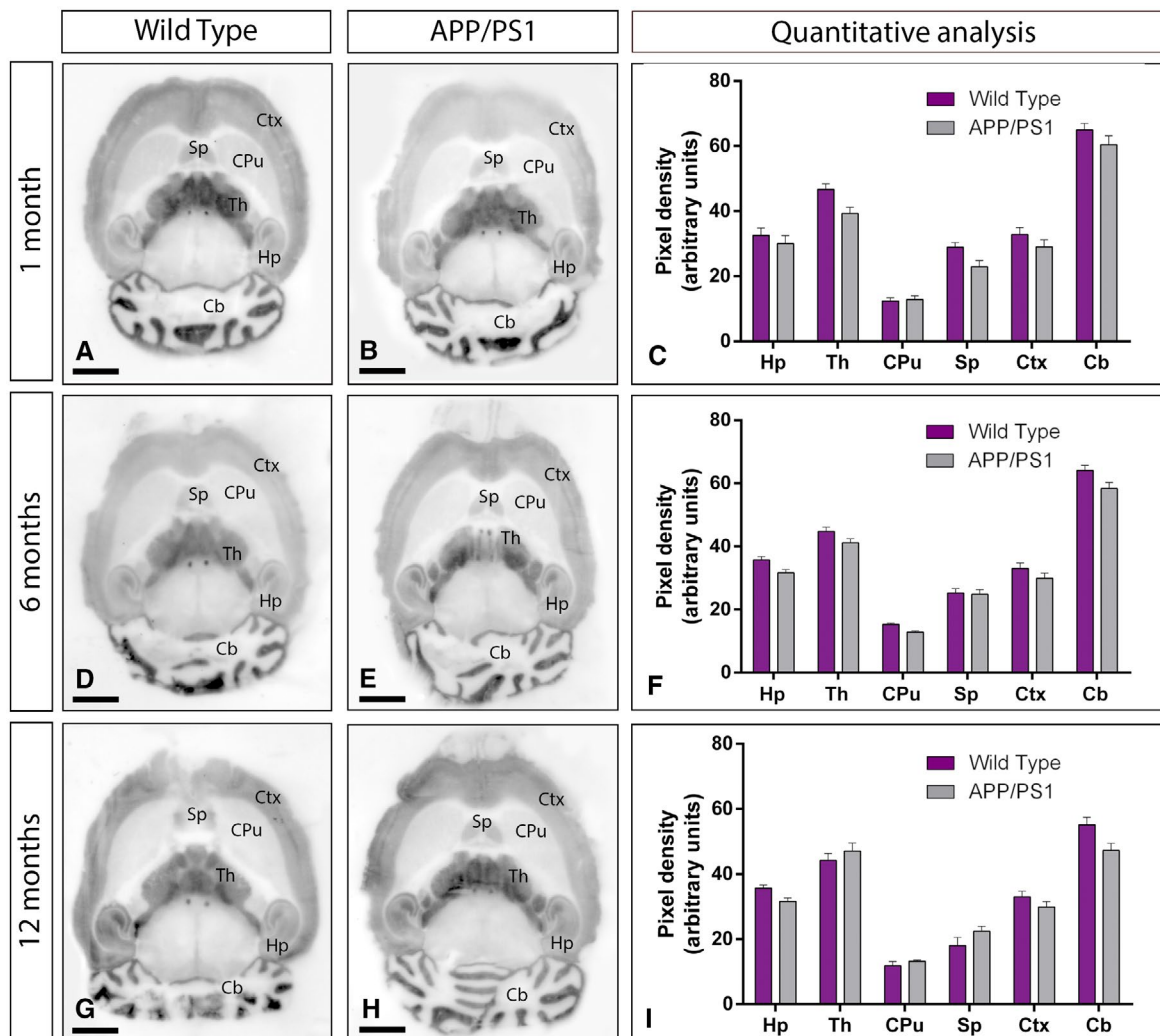 Wild Type
APP/PS1
Quantitative analysis
1 month
Ctx
Sp
CPu
Th
Hp
Cb
A
Ctx
Sp
CPu
Th
Hp
Cb
B
80
60
40
20
0
Pixel density
(arbitrary units)
Wild Type
APP/PS1
Hp Th CPu Sp Ctx Cb
C
6 months
Ctx
Sp
CPu
Th
Hp
Cb
D
Ctx
Sp
CPu
Th
Hp
Cb
E
80
60
40
20
0
Pixel density
(arbitrary units)
Wild Type
APP/PS1
Hp Th CPu Sp Ctx Cb
F
12 months
Ctx
Sp
CPu
Th
Hp
Cb
G
Ctx
Sp
CPu
Th
Hp
Cb
H
80
60
40
20
0
Pixel density
(arbitrary units)
Wild Type
APP/PS1
Hp Th CPu Sp Ctx Cb
I